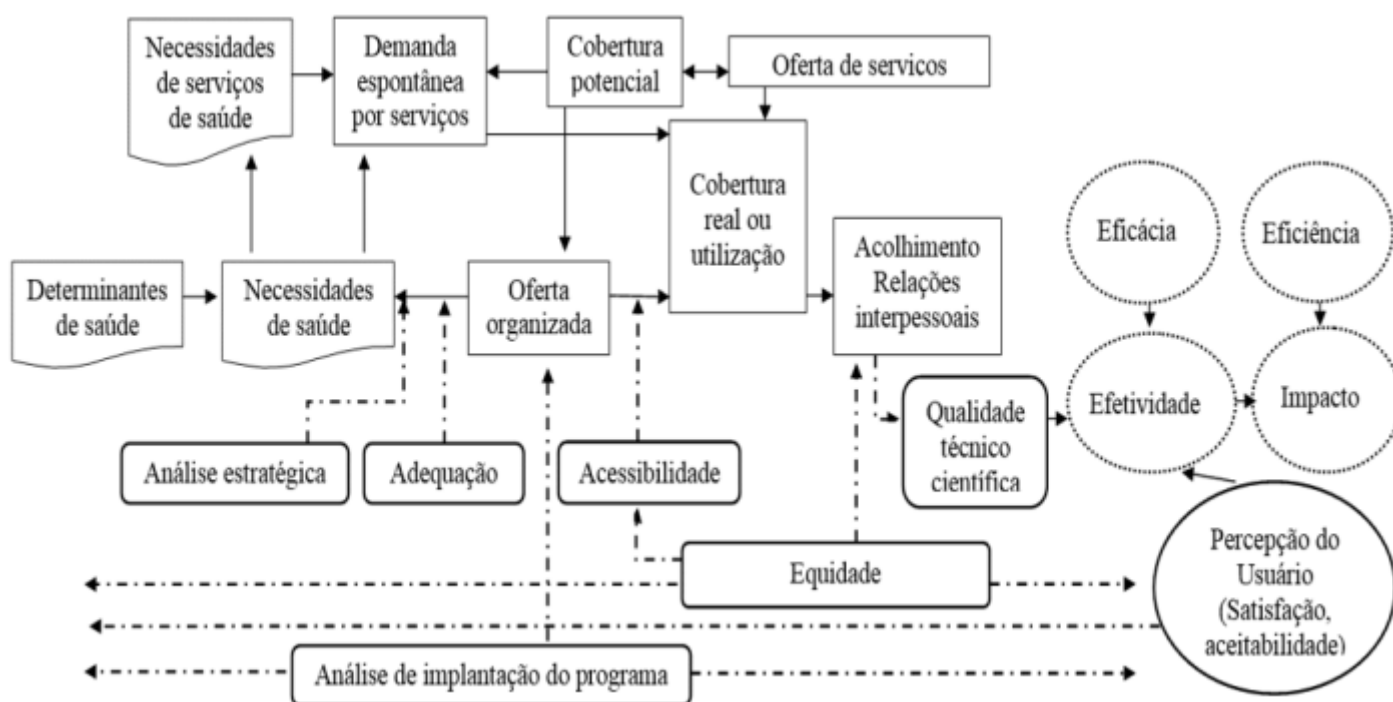 Necessidades
de serviços
de saúde
Demanda
espontânea
por serviços
Cobertura
potencial
Oferta de servicos
Cobertura
real ou
utilização
Determinantes
de saúde
Necessidades
de saúde
Oferta
organizada
Acolhimento
Relações
interpessoais
Eficácia
Eficiência
Análise estratégica
Adequação
Acessibilidade
Qualidade
técnico
científica
Efetividade
Impacto
Equidade
Percepção do
Usuário
(Satisfação,
aceitabilidade)
Análise de implantação do programa